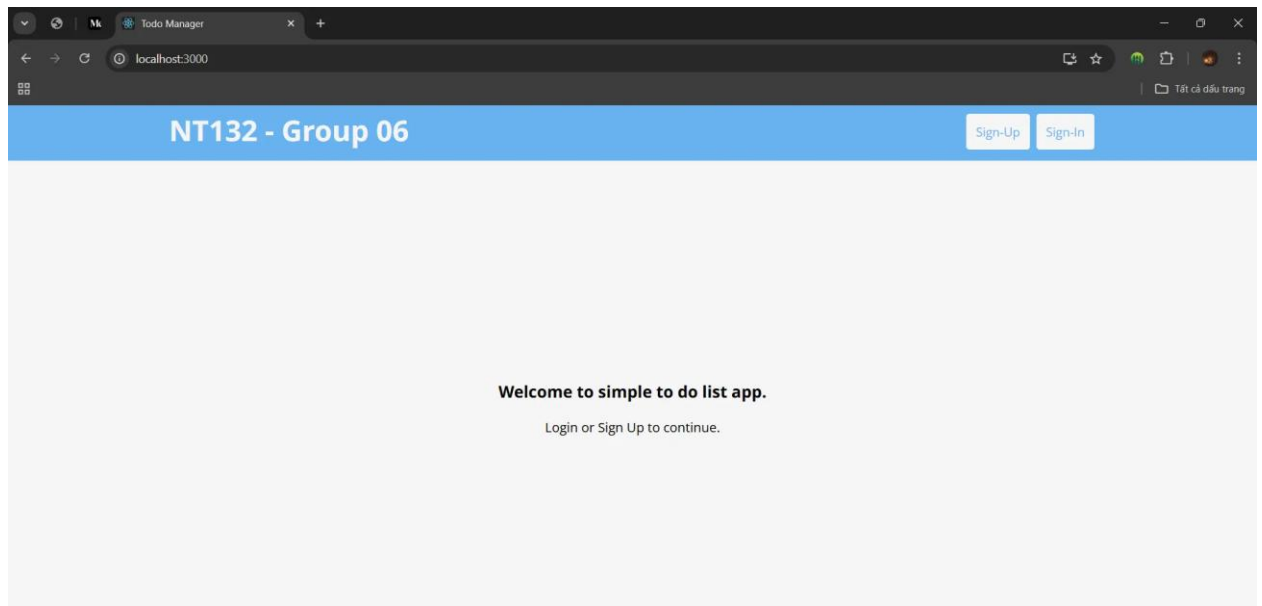 Mk Todo Manager
localhost:3000
Tất cả dấu trang
NT132 - Group 06
Sign-Up Sign-In
Welcome to simple to do list app.
Login or Sign Up to continue.